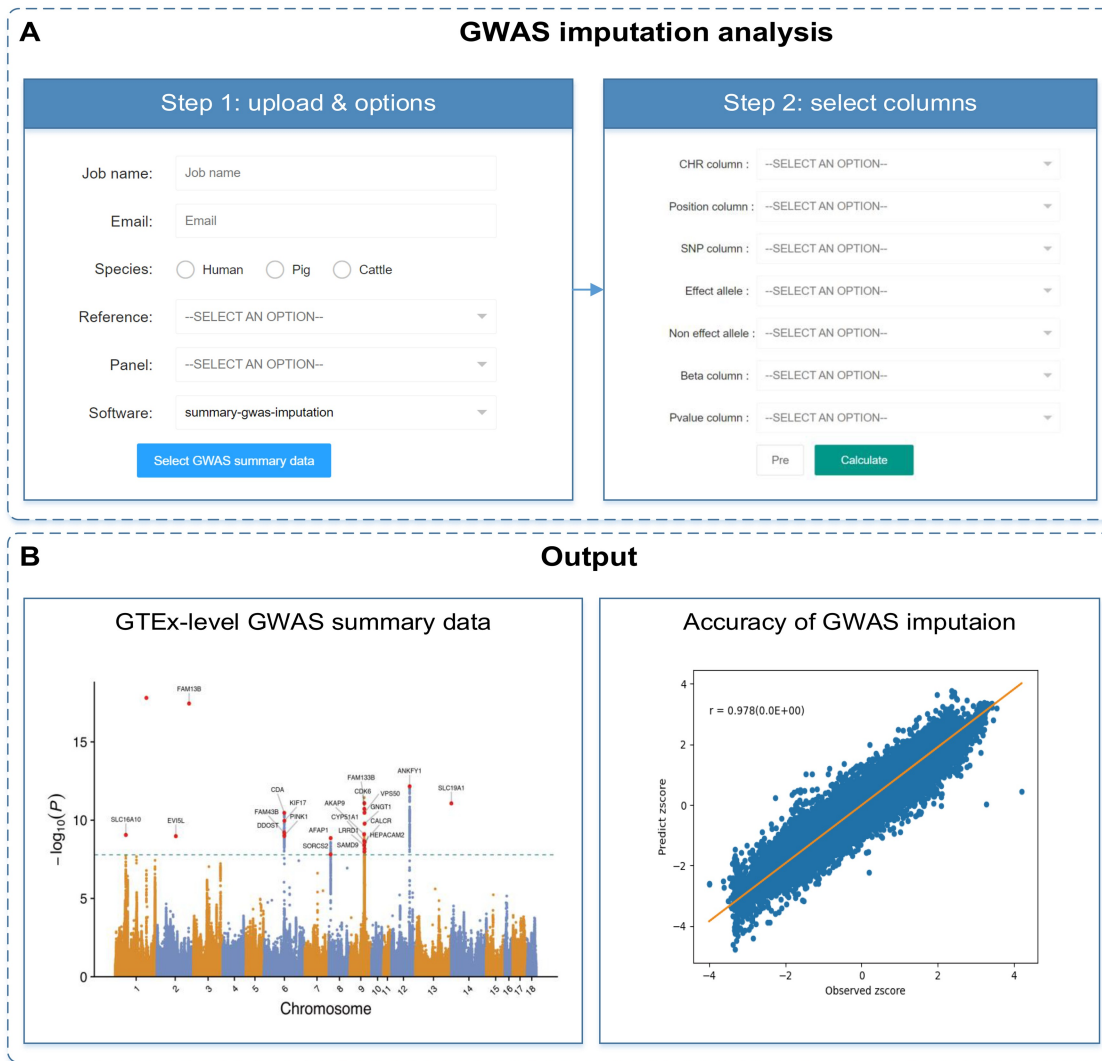 A
GWAS imputation analysis
Step 1: upload & options
Job name:
Job name
Email:
Email
Species:
Human
Pig
Cattle
Reference:
--SELECT AN OPTION--
Panel:
--SELECT AN OPTION--
Software:
summary-gwas-imputation
Select GWAS summary data
Step 2: select columns
CHR column :
--SELECT AN OPTION--
Position column :
--SELECT AN OPTION--
SNP column :
--SELECT AN OPTION--
Effect allele :
--SELECT AN OPTION--
Non effect allele :
--SELECT AN OPTION--
Beta column :
--SELECT AN OPTION--
Pvalue column :
--SELECT AN OPTION--
Pre
Calculate
B
Output
GTEx-level GWAS summary data
FAM13B
ANKFY1
FAM133B
CDK6
VPS50
SLC19A1
CDA
KIF17
AKAP9
GNGT1
FAM43B
PINK1
CYP51A1
CALCR
SLC16A10
EVI5L
DDOST
AFAP1
LRRD1
HEPACAM2
SORCS2
SAMD9
−log10(P)
15
10
5
0
1
2
3
4
5
6
7
8
9
10
11
12
13
14
15
16
17
18
Chromosome
Accuracy of GWAS imputaion
r = 0.978(0.0E+00)
Predict zscore
4
2
0
−2
−4
−4
−2
0
2
4
Observed zscore